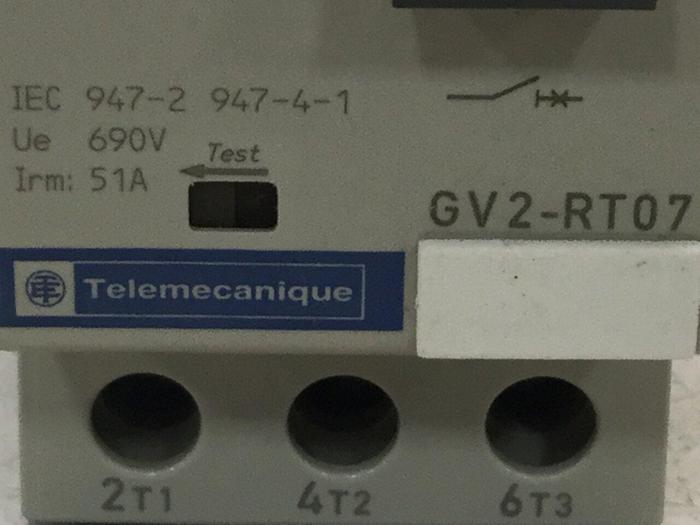 IEC 947-2 947-4-1
Ue 690V
Test
Irm: 51A
GV2-RT07
Telemecanique
2T1 4T2 6T3